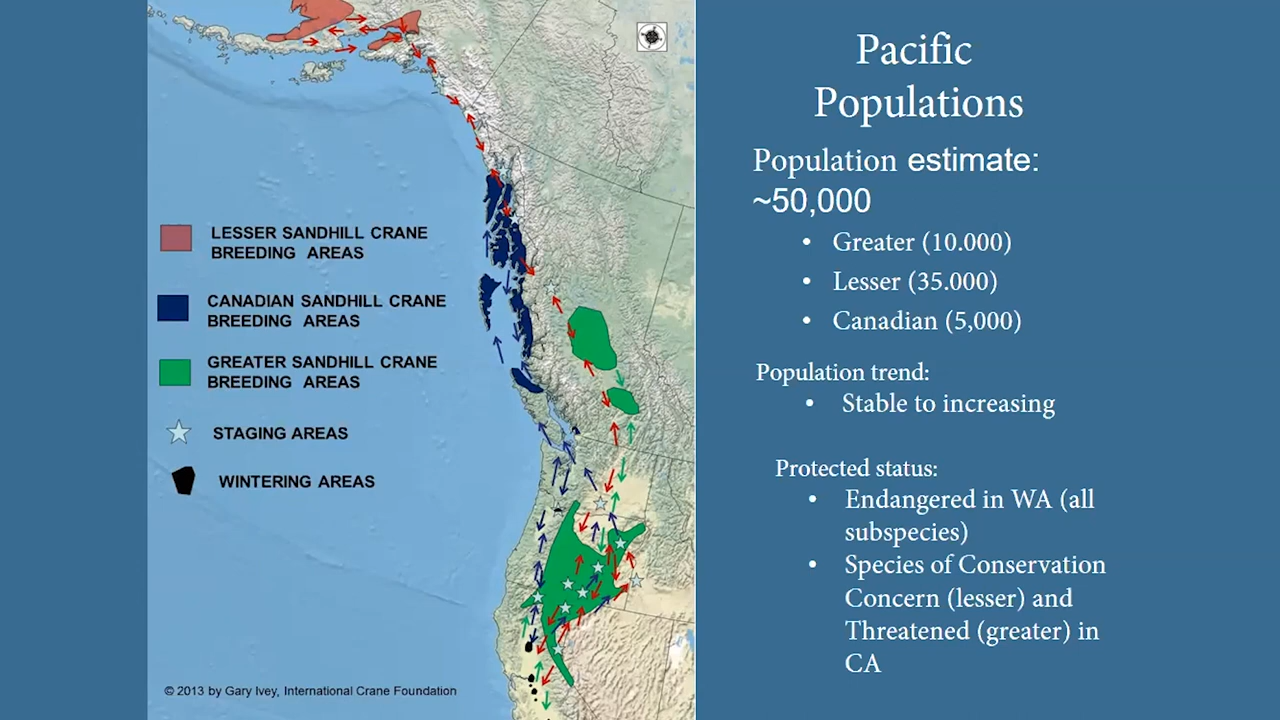 LESSER SANDHILL CRANE
BREEDING AREAS
CANADIAN SANDHILL CRANE
BREEDING AREAS
GREATER SANDHILL CRANE
BREEDING AREAS
STAGING AREAS
WINTERING AREAS
© 2013 by Gary Ivey, International Crane Foundation
Pacific
Populations
Population estimate:
~50,000
• Greater (10.000)
• Lesser (35.000)
• Canadian (5,000)
Population trend:
• Stable to increasing
Protected status:
• Endangered in WA (all
subspecies)
• Species of Conservation
Concern (lesser) and
Threatened (greater) in
CA